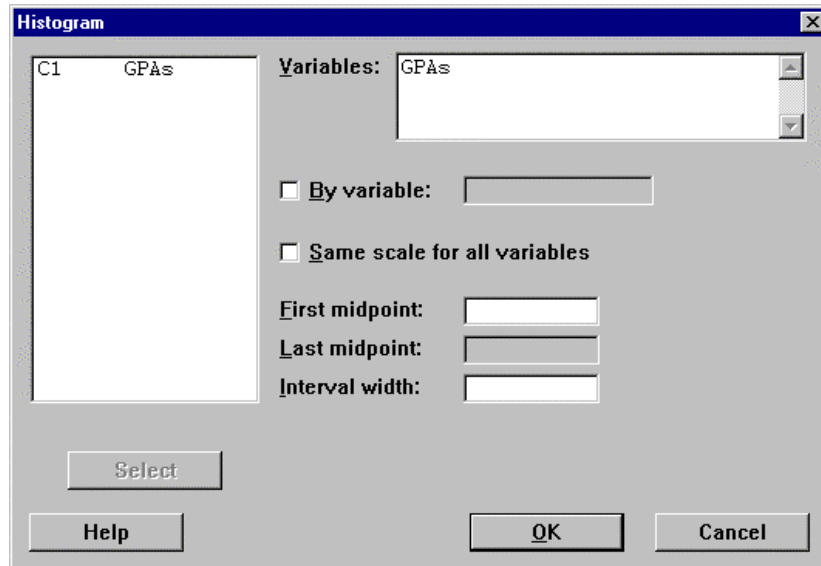 Histogram
C1 GPAs
Variables: GPAs
By variable:
Same scale for all variables
First midpoint:
Last midpoint:
Interval width:
Select
Help OK Cancel